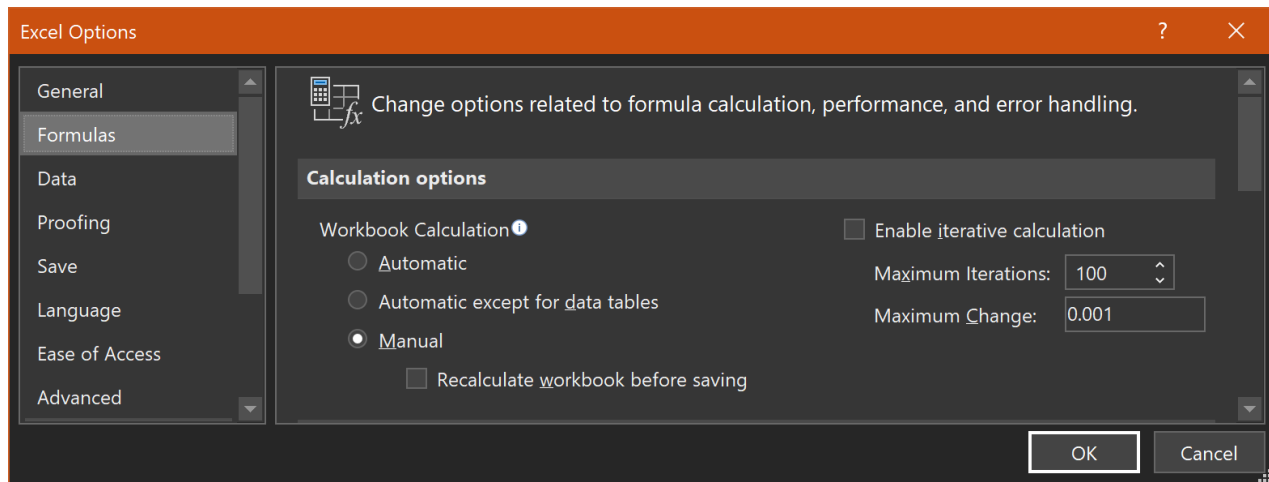 Excel Options
?
General
Formulas
Data
Proofing
Save
Language
Ease of Access
Advanced
fx
Change options related to formula calculation, performance, and error handling.
Calculation options
Workbook Calculation
Automatic
Automatic except for data tables
Manual
Recalculate workbook before saving
Enable iterative calculation
Maximum Iterations: 100
Maximum Change: 0.001
OK
Cancel